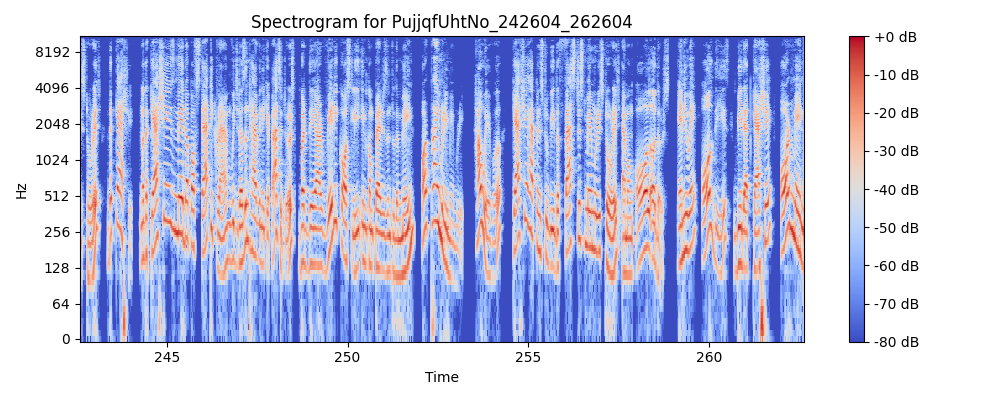 Spectrogram for PujjqfUhtNo_242604_262604
8192
4096
2048
1024
512
256
128
64
0
Hz
245
250
255
260
Time
+0 dB
-10 dB
-20 dB
-30 dB
-40 dB
-50 dB
-60 dB
-70 dB
-80 dB